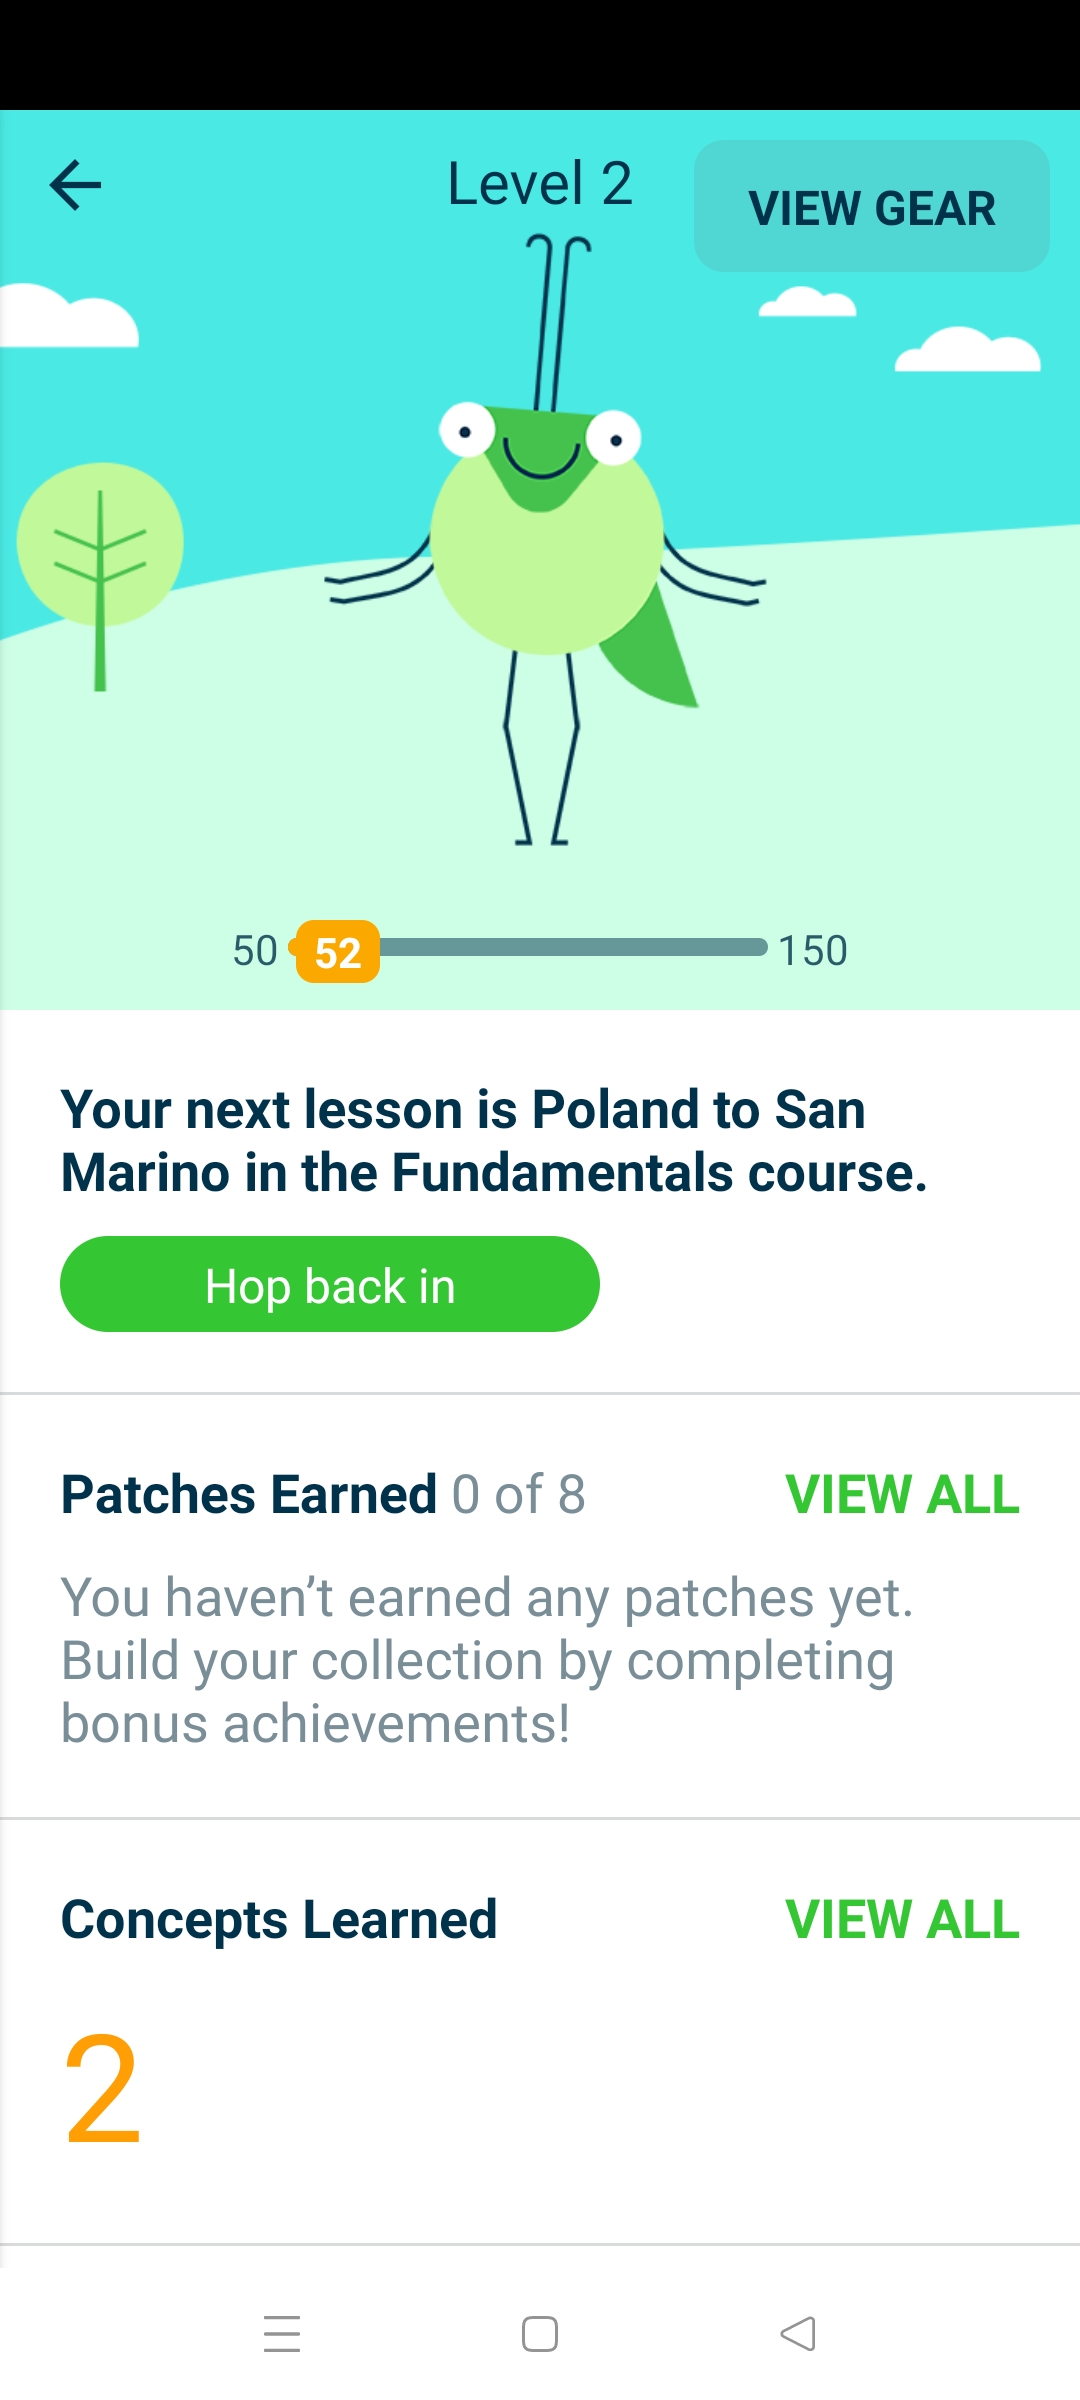 Level 2
VIEW GEAR
50
52
150
Your next lesson is Poland to San
Marino in the Fundamentals course.
Hop back in
Patches Earned 0 of 8
VIEW ALL
You haven’t earned any patches yet.
Build your collection by completing
bonus achievements!
Concepts Learned
VIEW ALL
2